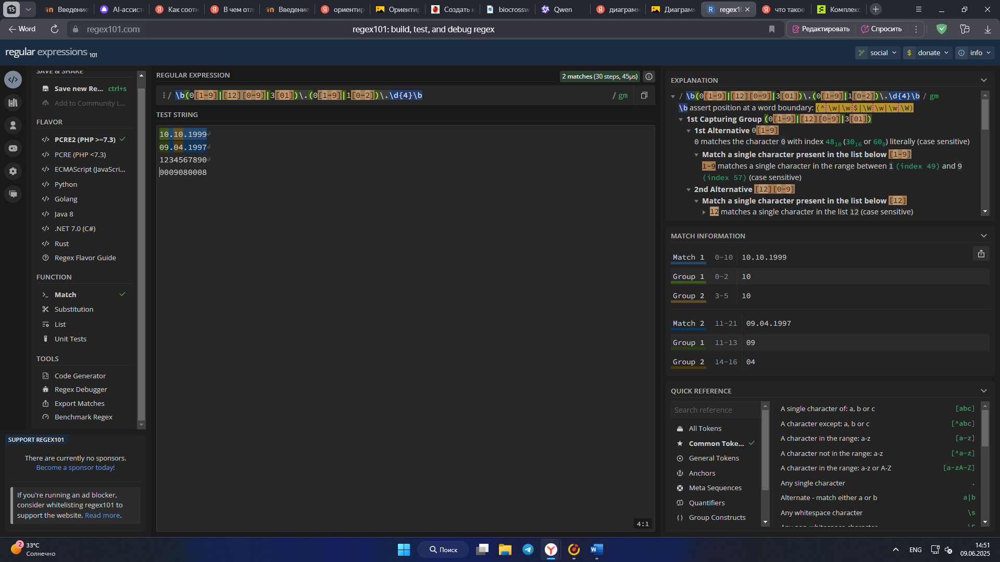 15
Введение
AI-ассист
Как соотн
В чем отл
Введение
ориентир
Ориентир
Создать к
biocrossw
Qwen
диаграмм
Диаграмм
regex10
что такое
Комплекс
Word
regex101.com
regex101: build, test, and debug regex
Редактировать
Спросить
regular expressions 101
social
$ donate
info
SAVE & SHARE
Save new Re... ctrl+s
Add to Community L...
FLAVOR
</> PCRE2 (PHP >=7.3)
</> PCRE (PHP <7.3)
</> ECMAScript (JavaScri...
</> Python
</> Golang
</> Java 8
</> .NET 7.0 (C#)
</> Rust
Regex Flavor Guide
FUNCTION
Match
Substitution
List
Unit Tests
TOOLS
Code Generator
Regex Debugger
Export Matches
Benchmark Regex
SUPPORT REGEX101
There are currently no sponsors.
Become a sponsor today!
If you're running an ad blocker,
consider whitelisting regex101 to
support the website. Read more.
REGULAR EXPRESSION
2 matches (30 steps, 45μs)
/ \b(0[1-9]|[12][0-9]|3[01])\.(0[1-9]|1[0-2])\.\d{4}\b / gm
TEST STRING
10.10.1999
09.04.1997
1234567890
0009080008
4:1
EXPLANATION
/ \b(0[1-9]|[12][0-9]|3[01])\.(0[1-9]|1[0-2])\.\d{4}\b / gm
\b assert position at a word boundary: (^\w|\w$|\W\w|\w\W)
1st Capturing Group (0[1-9]|[12][0-9]|3[01])
1st Alternative 0[1-9]
0 matches the character 0 with index 48₁₀ (30₁₆ or 60₈) literally (case sensitive)
Match a single character present in the list below [1-9]
1-9 matches a single character in the range between 1 (index 49) and 9
(index 57) (case sensitive)
2nd Alternative [12][0-9]
Match a single character present in the list below [12]
12 matches a single character in the list 12 (case sensitive)
MATCH INFORMATION
Match 1 0-10 10.10.1999
Group 1 0-2 10
Group 2 3-5 10
Match 2 11-21 09.04.1997
Group 1 11-13 09
Group 2 14-16 04
QUICK REFERENCE
Search reference
All Tokens
Common Toke...
General Tokens
Anchors
Meta Sequences
Quantifiers
Group Constructs
A single character of: a, b or c [abc]
A character except: a, b or c [^abc]
A character in the range: a-z [a-z]
A character not in the range: a-z [^a-z]
A character in the range: a-z or A-Z [a-zA-Z]
Any single character .
Alternate - match either a or b a|b
Any whitespace character \s
Any non-whitespace character \S
2
33°C
Солнечно
Поиск
ENG
14:51
09.06.2025